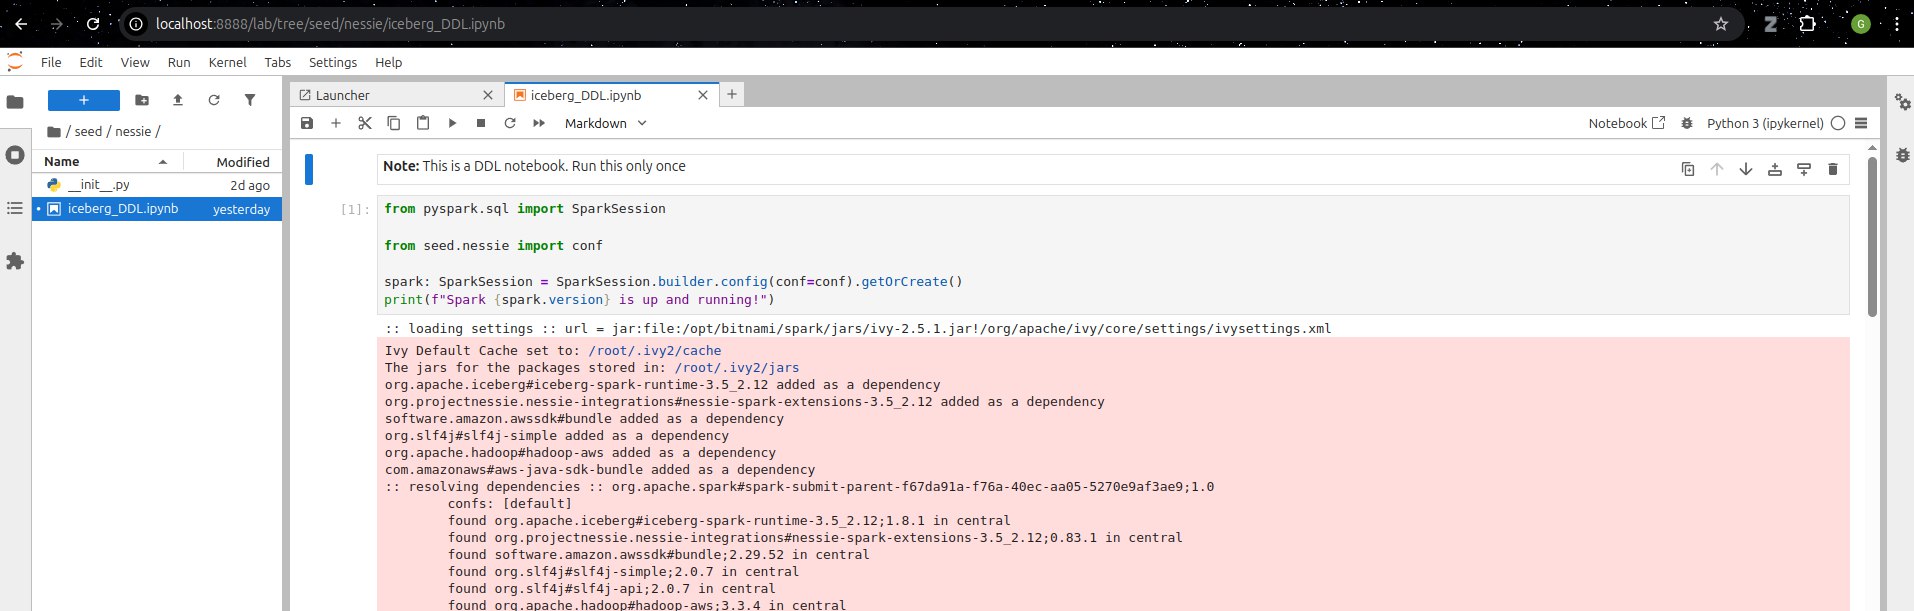 localhost:8888/lab/tree/seed/nessie/iceberg_DDL.ipynb
Z
G
File Edit View Run Kernel Tabs Settings Help
+
Launcher
iceberg_DDL.ipynb
/ seed / nessie /
Markdown
Notebook
Python 3 (ipykernel)
Name Modified
__init__.py 2d ago
iceberg_DDL.ipynb yesterday
Note: This is a DDL notebook. Run this only once
[1]: from pyspark.sql import SparkSession
from seed.nessie import conf
spark: SparkSession = SparkSession.builder.config(conf=conf).getOrCreate()
print(f"Spark {spark.version} is up and running!")
:: loading settings :: url = jar:file:/opt/bitnami/spark/jars/ivy-2.5.1.jar!/org/apache/ivy/core/settings/ivysettings.xml
Ivy Default Cache set to: /root/.ivy2/cache
The jars for the packages stored in: /root/.ivy2/jars
org.apache.iceberg#iceberg-spark-runtime-3.5_2.12 added as a dependency
org.projectnessie.nessie-integrations#nessie-spark-extensions-3.5_2.12 added as a dependency
software.amazon.awssdk#bundle added as a dependency
org.slf4j#slf4j-simple added as a dependency
org.apache.hadoop#hadoop-aws added as a dependency
com.amazonaws#aws-java-sdk-bundle added as a dependency
:: resolving dependencies :: org.apache.spark#spark-submit-parent-f67da91a-f76a-40ec-aa05-5270e9af3ae9;1.0
confs: [default]
found org.apache.iceberg#iceberg-spark-runtime-3.5_2.12;1.8.1 in central
found org.projectnessie.nessie-integrations#nessie-spark-extensions-3.5_2.12;0.83.1 in central
found software.amazon.awssdk#bundle;2.29.52 in central
found org.slf4j#slf4j-simple;2.0.7 in central
found org.slf4j#slf4j-api;2.0.7 in central
found org.apache.hadoop#hadoop-aws;3.3.4 in central